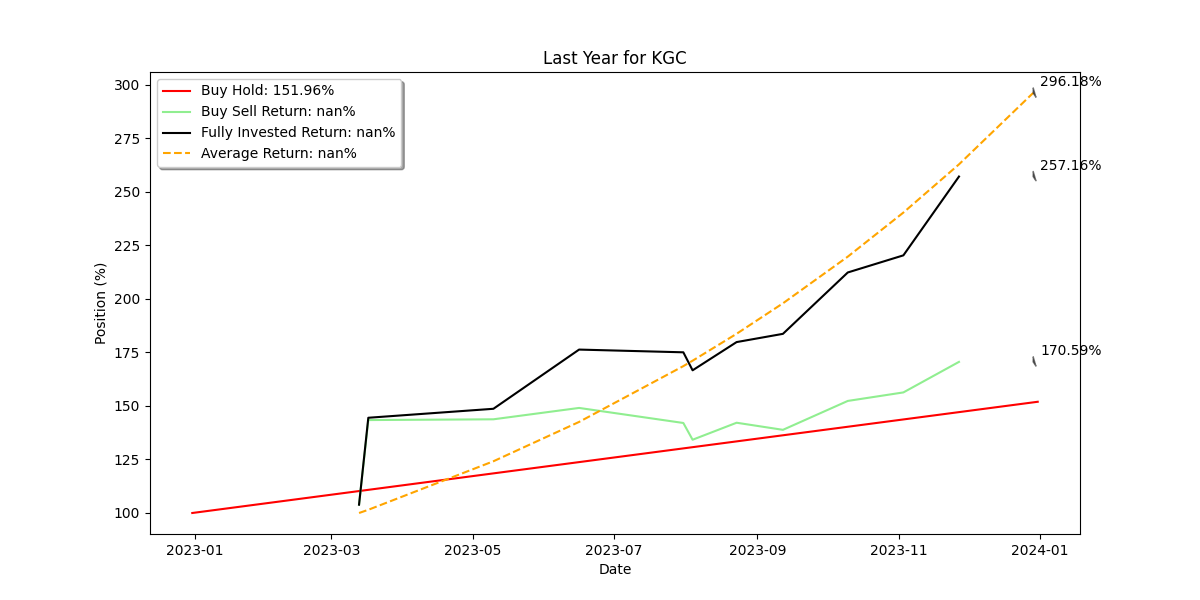 Last Year for KGC
Buy Hold: 151.96%
Buy Sell Return: nan%
Fully Invested Return: nan%
Average Return: nan%
296.18%
257.16%
170.59%
300
275
250
225
200
175
150
125
100
Position (%)
2023-01
2023-03
2023-05
2023-07
2023-09
2023-11
2024-01
Date